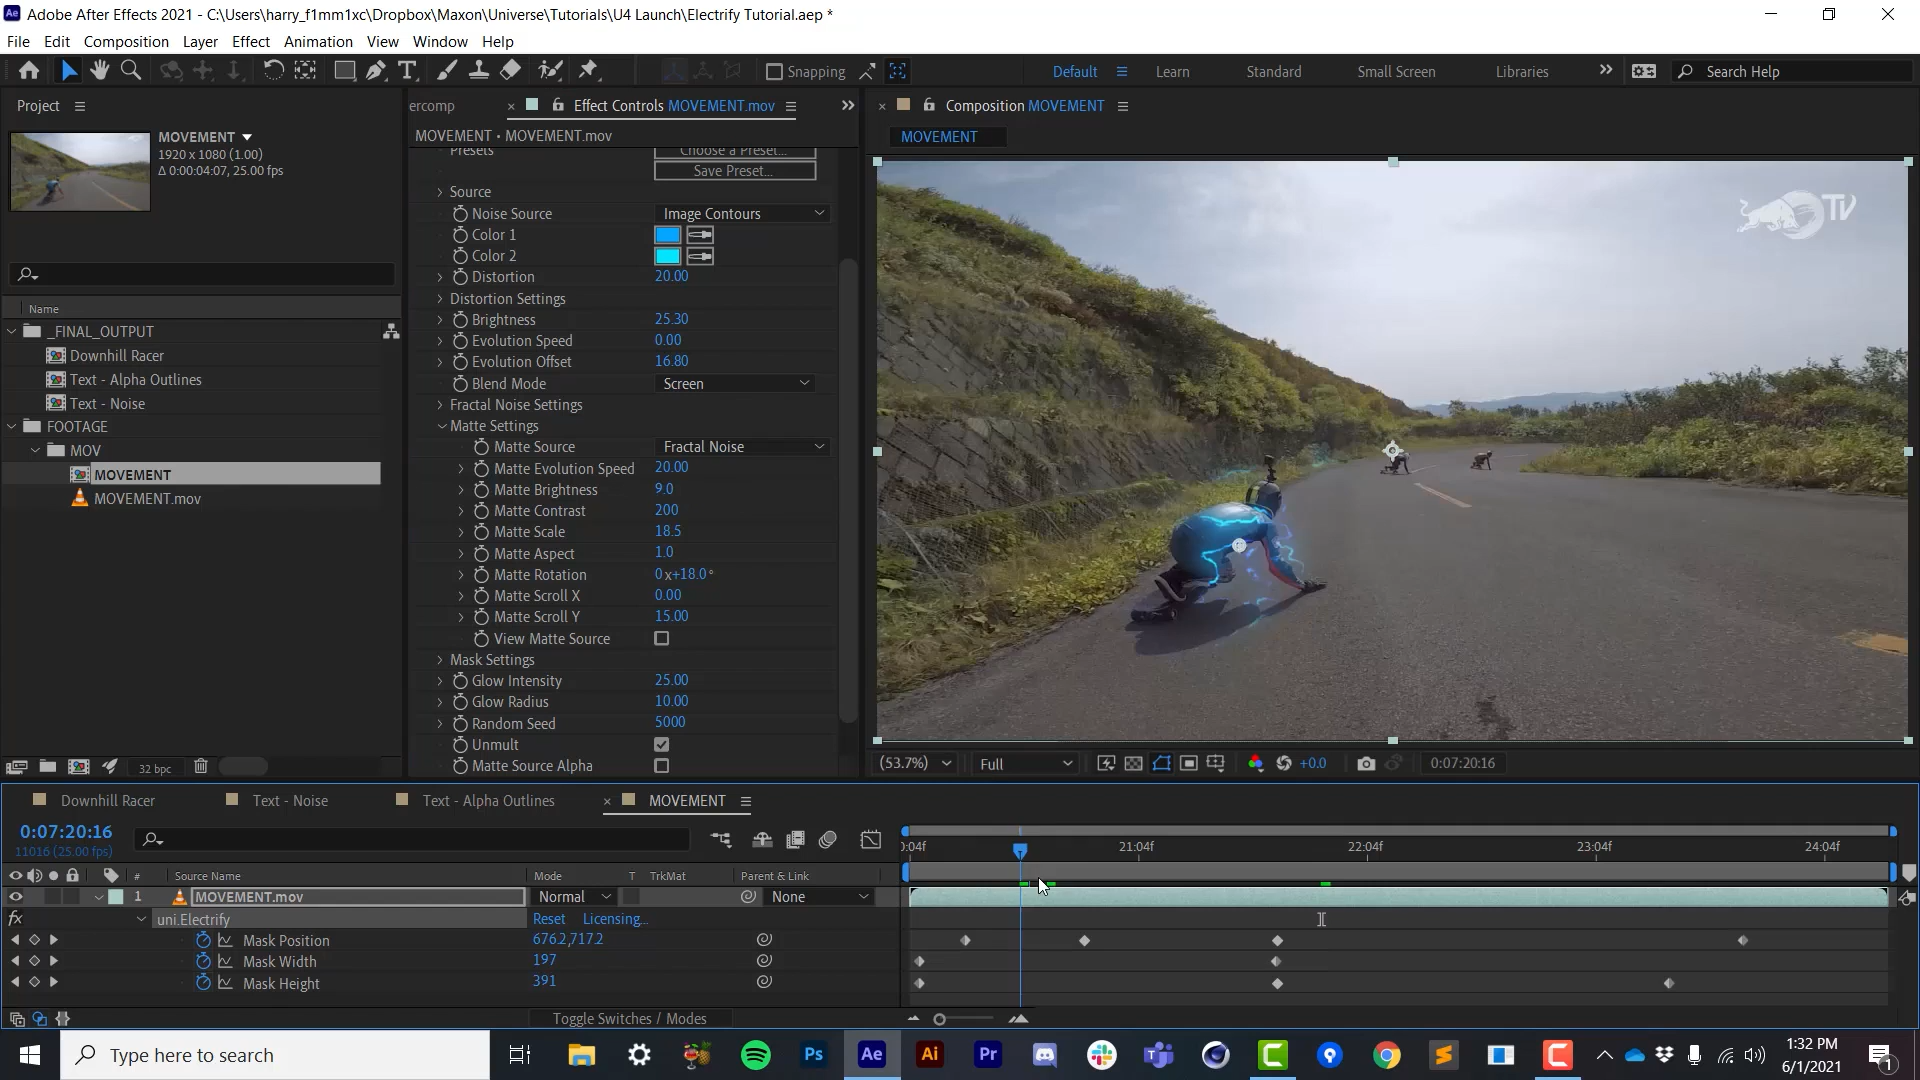 Ae Adobe After Effects 2021 - C:\Users\harry_f1mm1xc\Dropbox\Maxon\Universe\Tutorials\U4 Launch\Electrify Tutorial.aep *
File Edit Composition Layer Effect Animation View Window Help
Snapping Default Learn Standard Small Screen Libraries Search Help
Project
MOVEMENT
1920 x 1080 (1.00)
Δ 0:00:04:07, 25.00 fps
Name
_FINAL_OUTPUT
Downhill Racer
Text - Alpha Outlines
Text - Noise
FOOTAGE
MOV
MOVEMENT
MOVEMENT.mov
32 bpc
ercomp Effect Controls MOVEMENT.mov
MOVEMENT • MOVEMENT.mov
Presets Choose a Preset...
Save Preset...
Source
Noise Source Image Contours
Color 1
Color 2
Distortion 20.00
Distortion Settings
Brightness 25.30
Evolution Speed 0.00
Evolution Offset 16.80
Blend Mode Screen
Fractal Noise Settings
Matte Settings
Matte Source Fractal Noise
Matte Evolution Speed 20.00
Matte Brightness 9.0
Matte Contrast 200
Matte Scale 18.5
Matte Aspect 1.0
Matte Rotation 0x+18.0°
Matte Scroll X 0.00
Matte Scroll Y 15.00
View Matte Source
Mask Settings
Glow Intensity 25.00
Glow Radius 10.00
Random Seed 5000
Unmult
Matte Source Alpha
Composition MOVEMENT
MOVEMENT
TV
(53.7%) Full +0.0 0:07:20:16
Downhill Racer Text - Noise Text - Alpha Outlines MOVEMENT
0:07:20:16
11016 (25.00 fps)
0:04f 21:04f 22:04f 23:04f 24:04f
# Source Name Mode T TrkMat Parent & Link
1 MOVEMENT.mov Normal None
fx uni.Electrify Reset Licensing...
Mask Position 676.2,717.2
Mask Width 197
Mask Height 391
Toggle Switches / Modes
Type here to search
Ps Ae Ai Pr
1:32 PM
6/1/2021
1